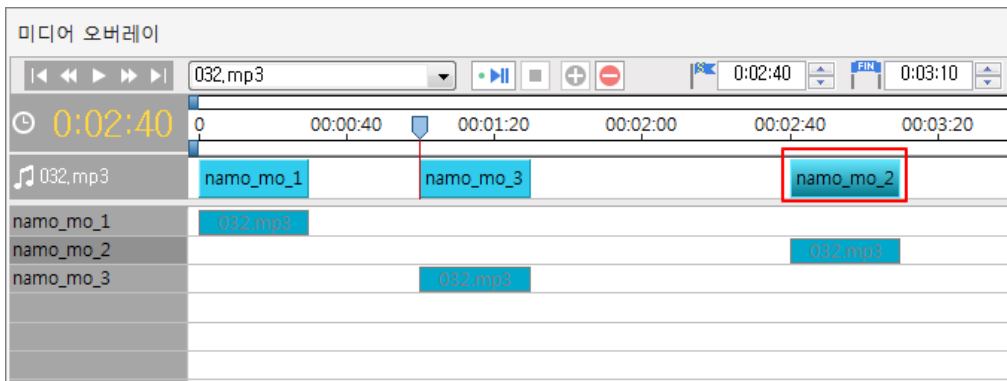 미디어 오버레이
032.mp3 FIN 0:02:40 0:03:10
0:02:40 0 00:00:40 00:01:20 00:02:00 00:02:40 00:03:20
032.mp3 namo_mo_1 namo_mo_3 namo_mo_2
namo_mo_1 032.mp3
namo_mo_2 032.mp3
namo_mo_3 032.mp3